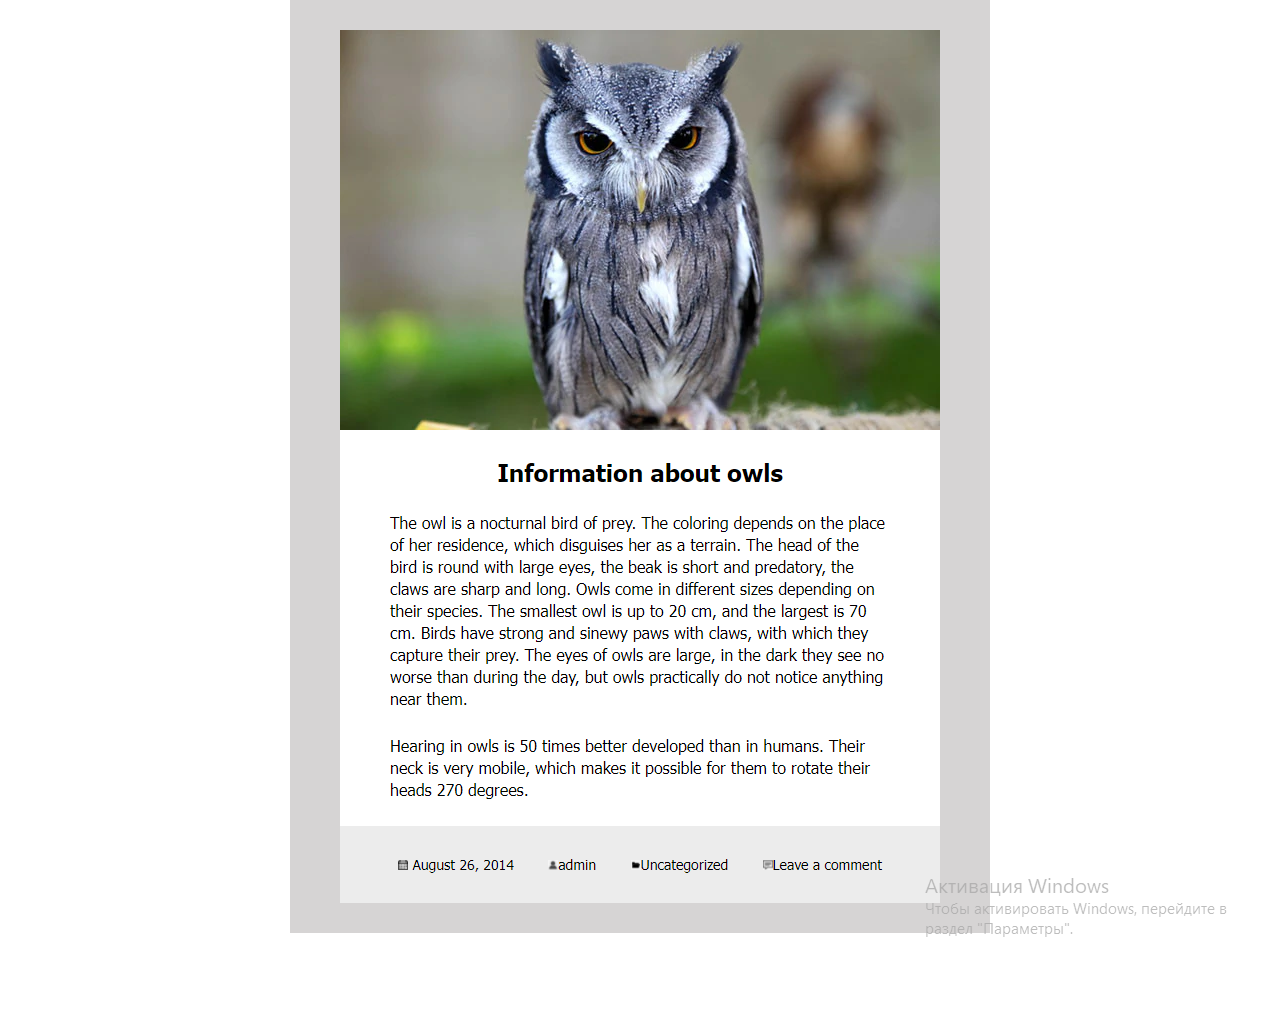 Information about owls
The owl is a nocturnal bird of prey. The coloring depends on the place
of her residence, which disguises her as a terrain. The head of the
bird is round with large eyes, the beak is short and predatory, the
claws are sharp and long. Owls come in different sizes depending on
their species. The smallest owl is up to 20 cm, and the largest is 70
cm. Birds have strong and sinewy paws with claws, with which they
capture their prey. The eyes of owls are large, in the dark they see no
worse than during the day, but owls practically do not notice anything
near them.
Hearing in owls is 50 times better developed than in humans. Their
neck is very mobile, which makes it possible for them to rotate their
heads 270 degrees.
August 26, 2014 admin Uncategorized Leave a comment
Активация Windows
Чтобы активировать Windows, перейдите в
раздел "Параметры".